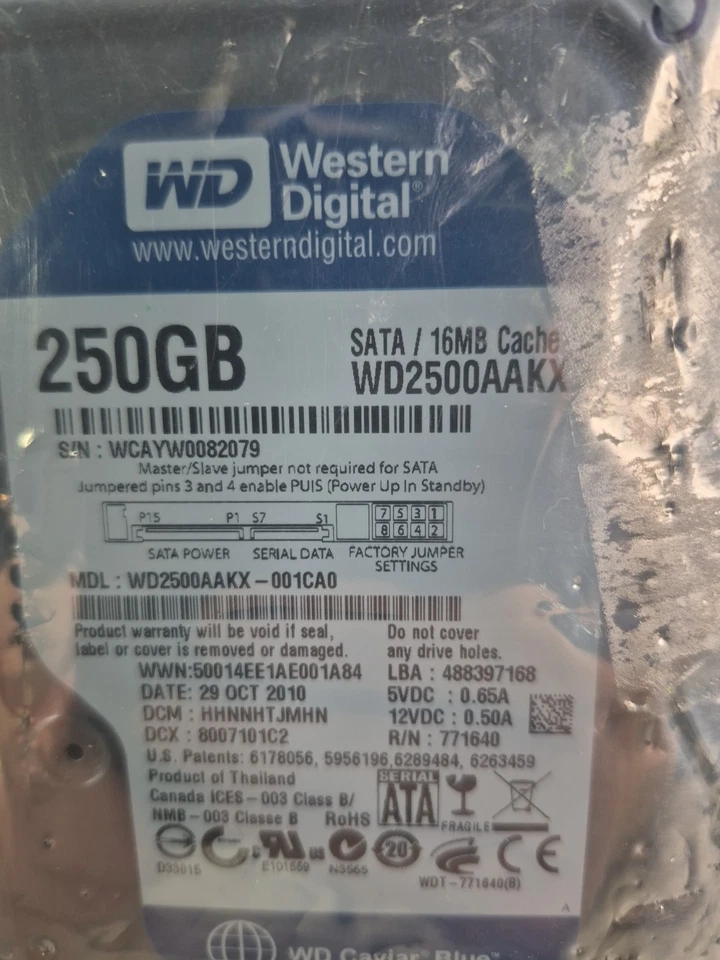 WD Western
Digital®
www.westerndigital.com
250GB
SATA / 16MB Cache
WD2500AAKX
S/N : WCAYW0082079
Master/Slave jumper not required for SATA
Jumpered pins 3 and 4 enable PUIS (Power Up In Standby)
P15 P1 S7 S1 7 5 3 1
8 6 4 2
SATA POWER SERIAL DATA FACTORY JUMPER
SETTINGS
MDL : WD2500AAKX-001CA0
Product warranty will be void if seal,
label or cover is removed or damaged.
Do not cover
any drive holes.
WWN:50014EE1AE001A84 LBA : 488397168
DATE: 29 OCT 2010 5VDC : 0.65A
DCM : HHNNHTJMHN 12VDC : 0.50A
DCX : 8007101C2 R/N : 771640
U.S. Patents: 6178056, 5956196,6289484, 6263459
Product of Thailand
Canada ICES-003 Class B/
NMB-003 Classe B RoHS
SERIAL
ATA
FRAGILE
20
CE
D33015 E101559 N3565
WDT-771640(B)
A
WD Caviar® Blue™